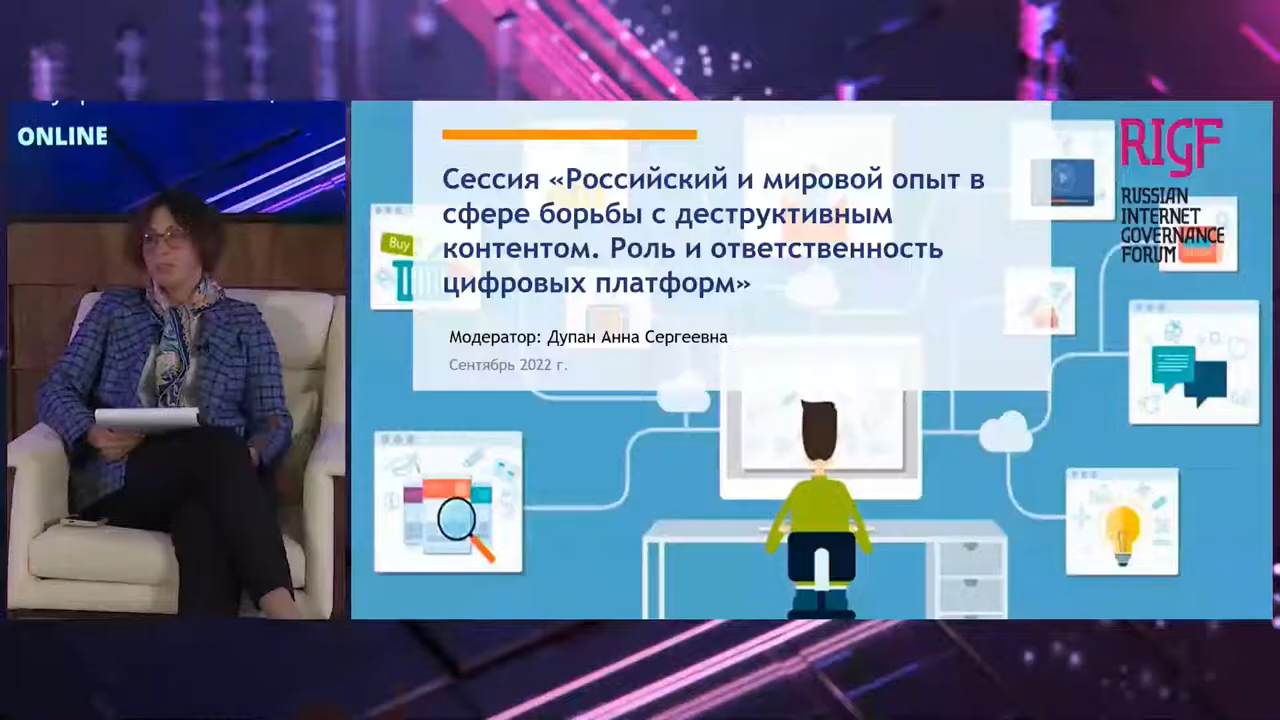 ONLINE
Сессия «Российский и мировой опыт в
сфере борьбы с деструктивным
контентом. Роль и ответственность
цифровых платформ»
Модератор: Дупан Анна Сергеевна
Сентябрь 2022 г.
RIGF
RUSSIAN
INTERNET
GOVERNANCE
FORUM
Buy